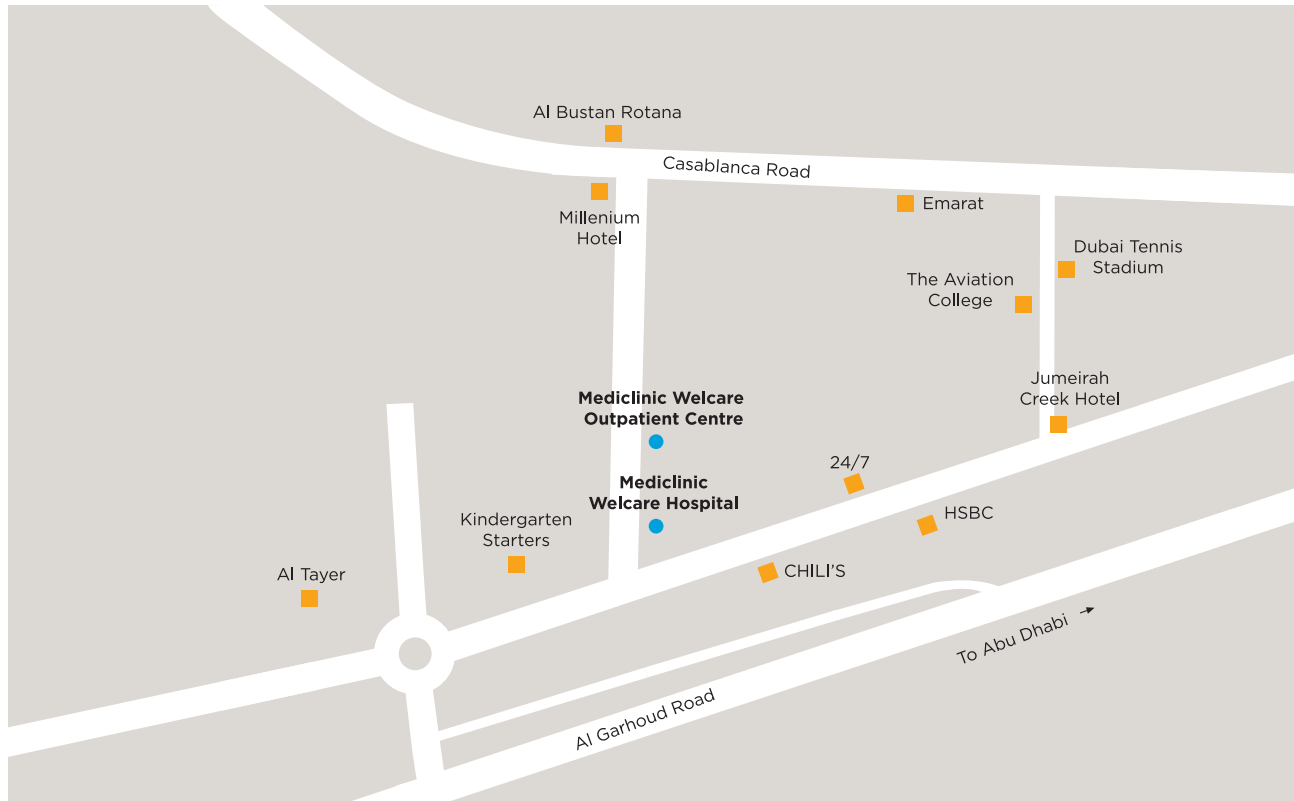 Al Bustan Rotana
Casablanca Road
Millenium
Hotel
Emarat
Dubai Tennis
Stadium
The Aviation
College
Jumeirah
Creek Hotel
Mediclinic Welcare
Outpatient Centre
24/7
Mediclinic
Welcare Hospital
HSBC
Kindergarten
Starters
CHILI'S
Al Tayer
To Abu Dhabi →
Al Garhoud Road